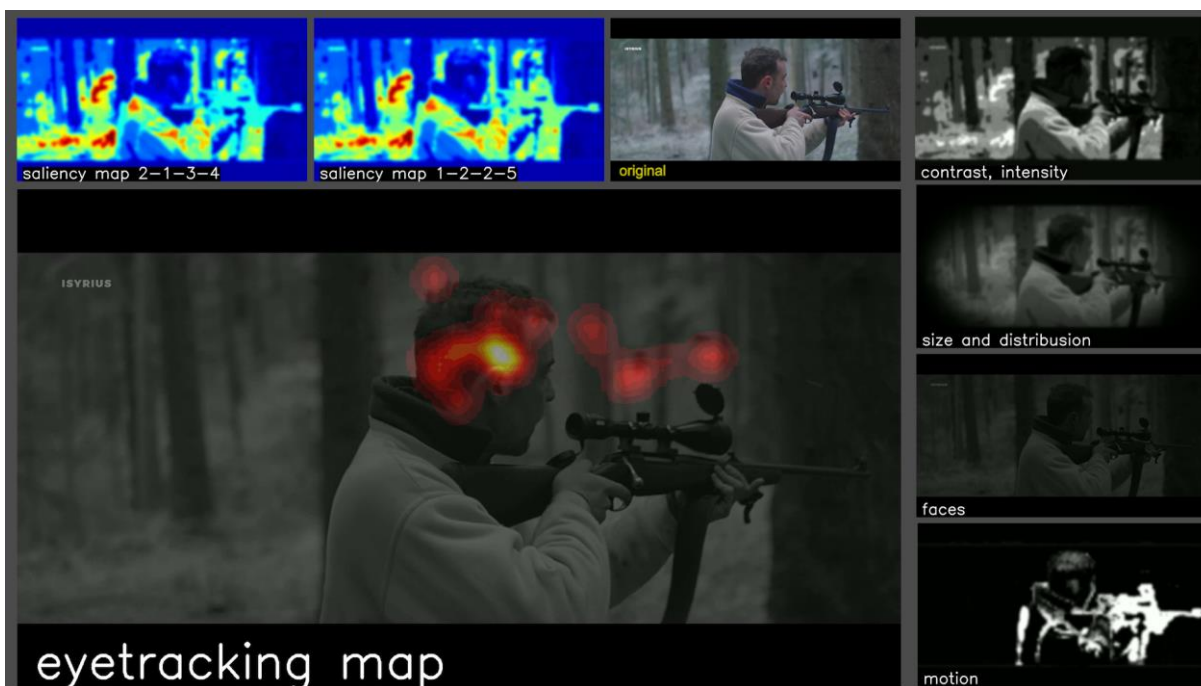 saliency map 2-1-3-4
saliency map 1-2-2-5
original
contrast, intensity
ISYRIUS
size and distribusion
faces
motion
eyetracking map